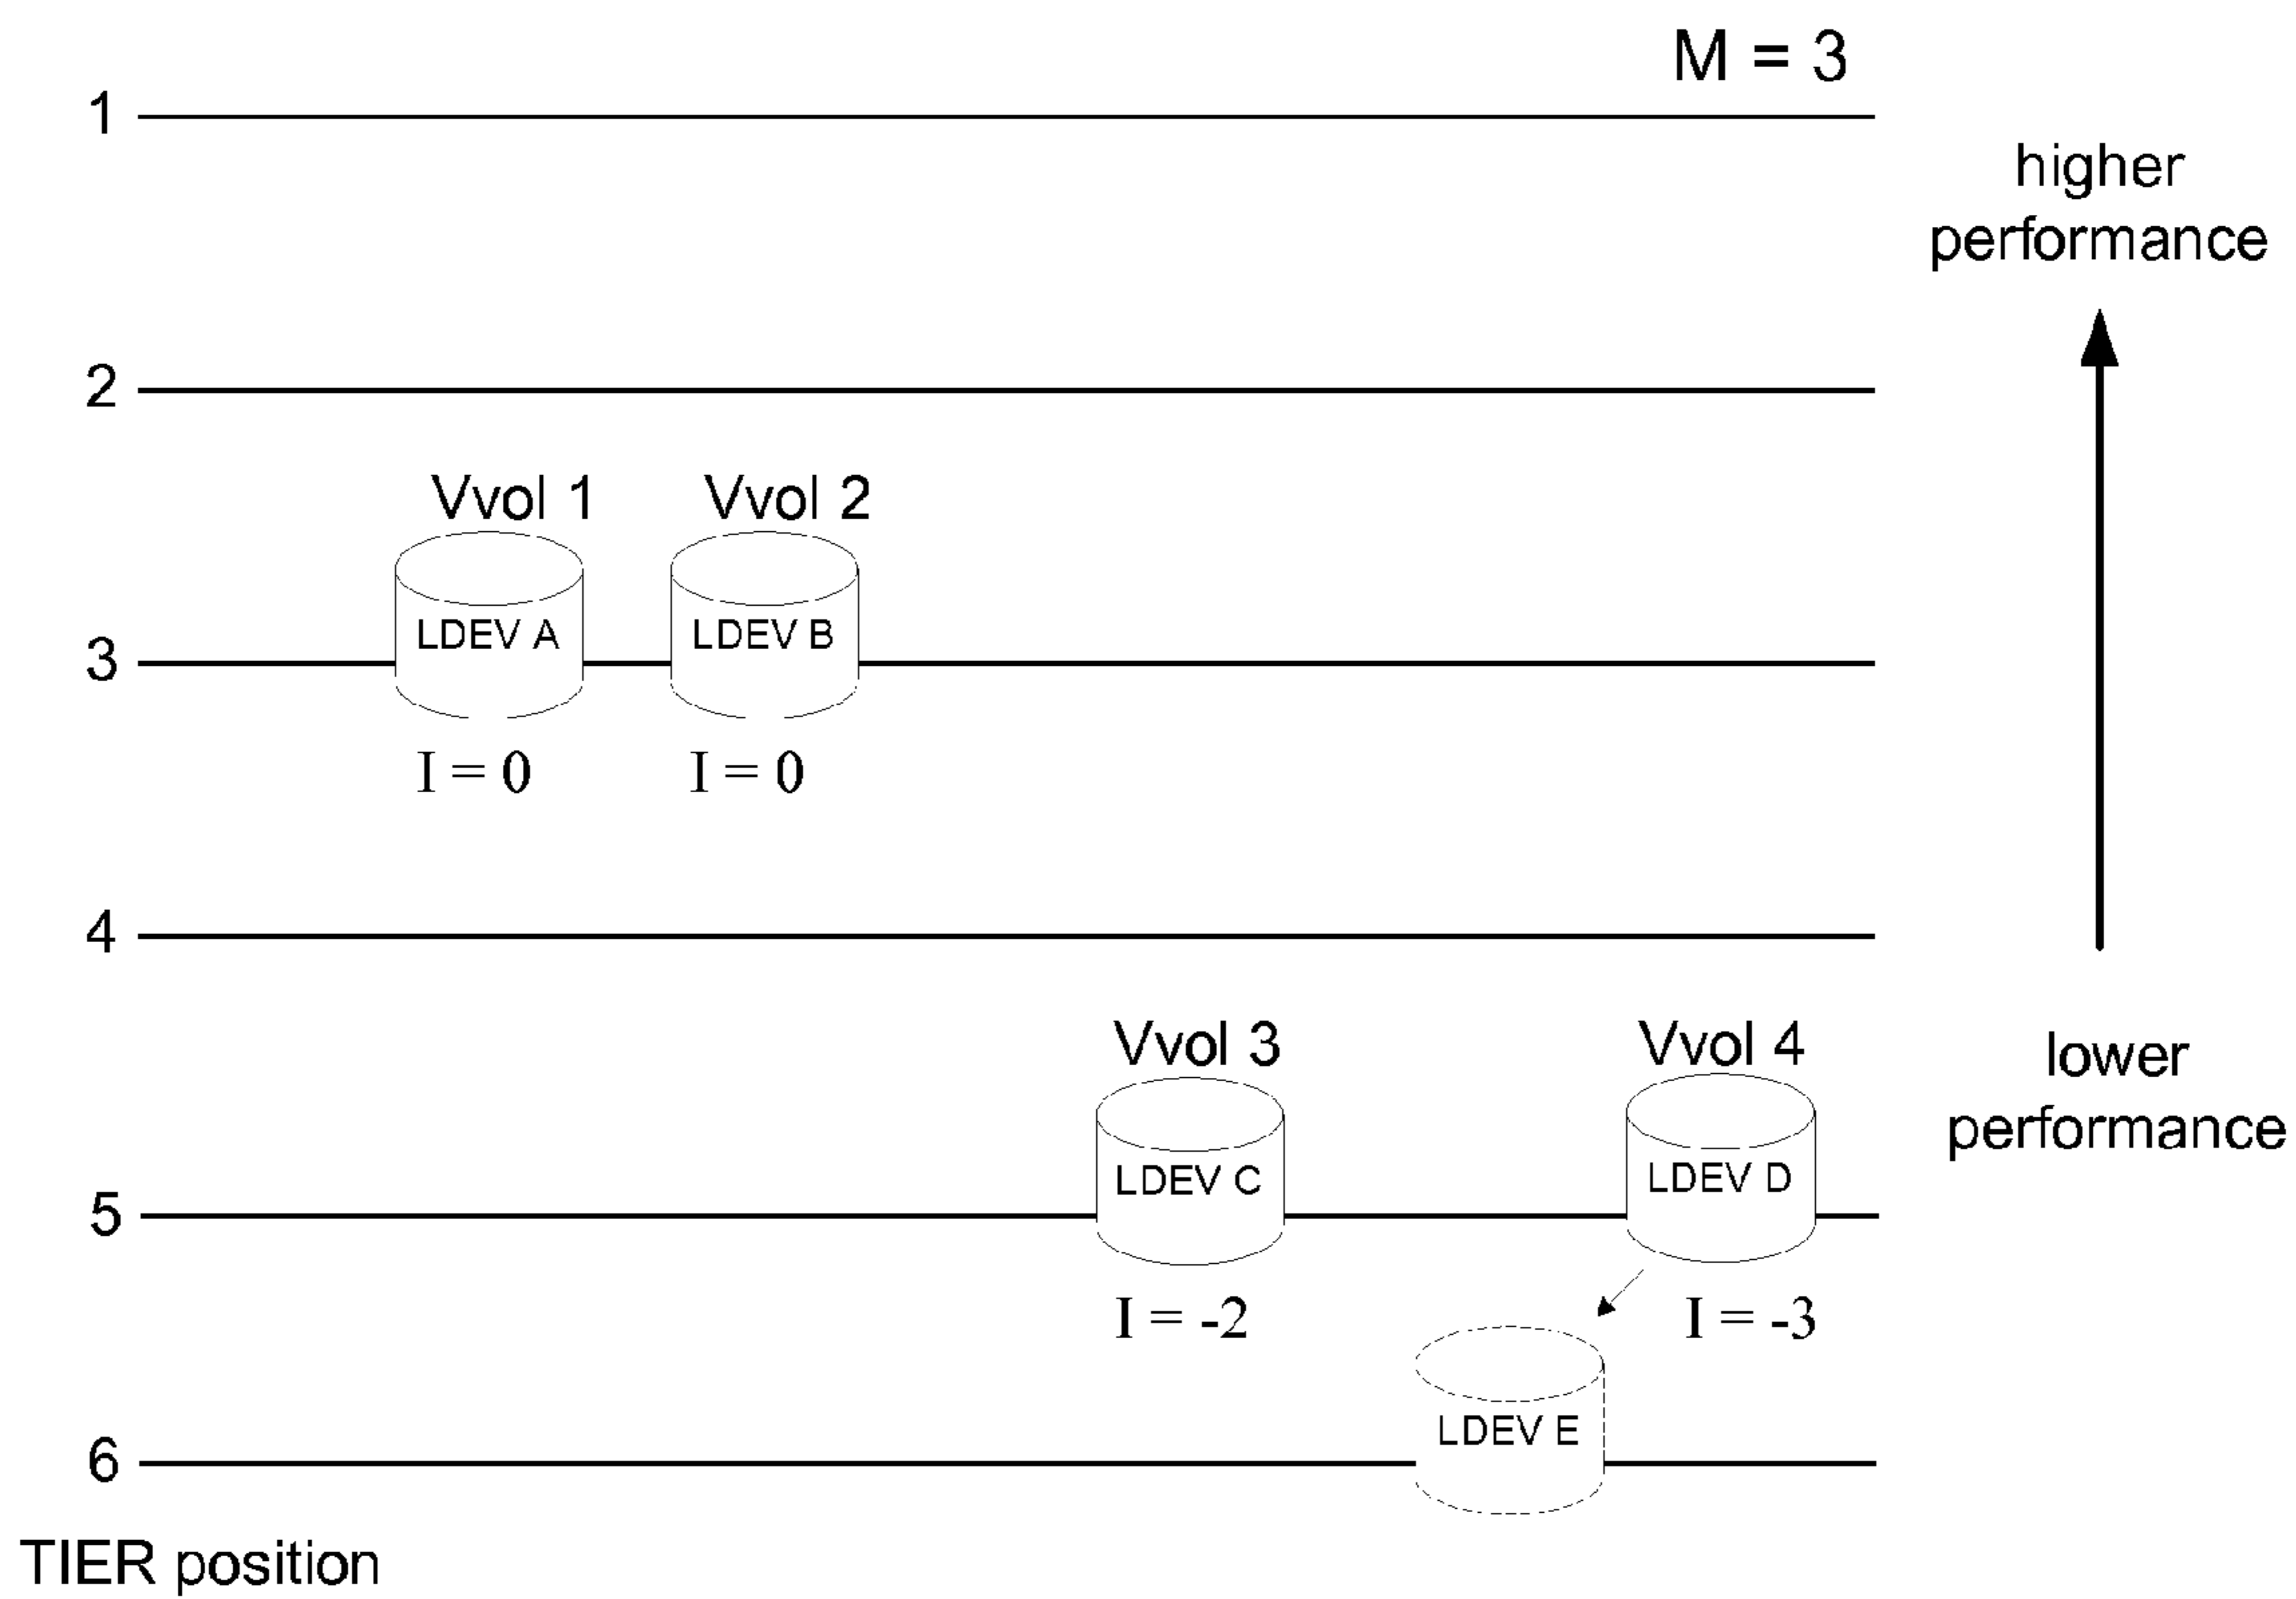 M = 3
1
higher
performance
2
Vvol 1 Vvol 2
LDEV A LDEV B
3
I = 0 I = 0
4
Vvol 3 Vvol 4
lower
performance
LDEV C LDEV D
5
I = -2 I = -3
LDEV E
6
TIER position